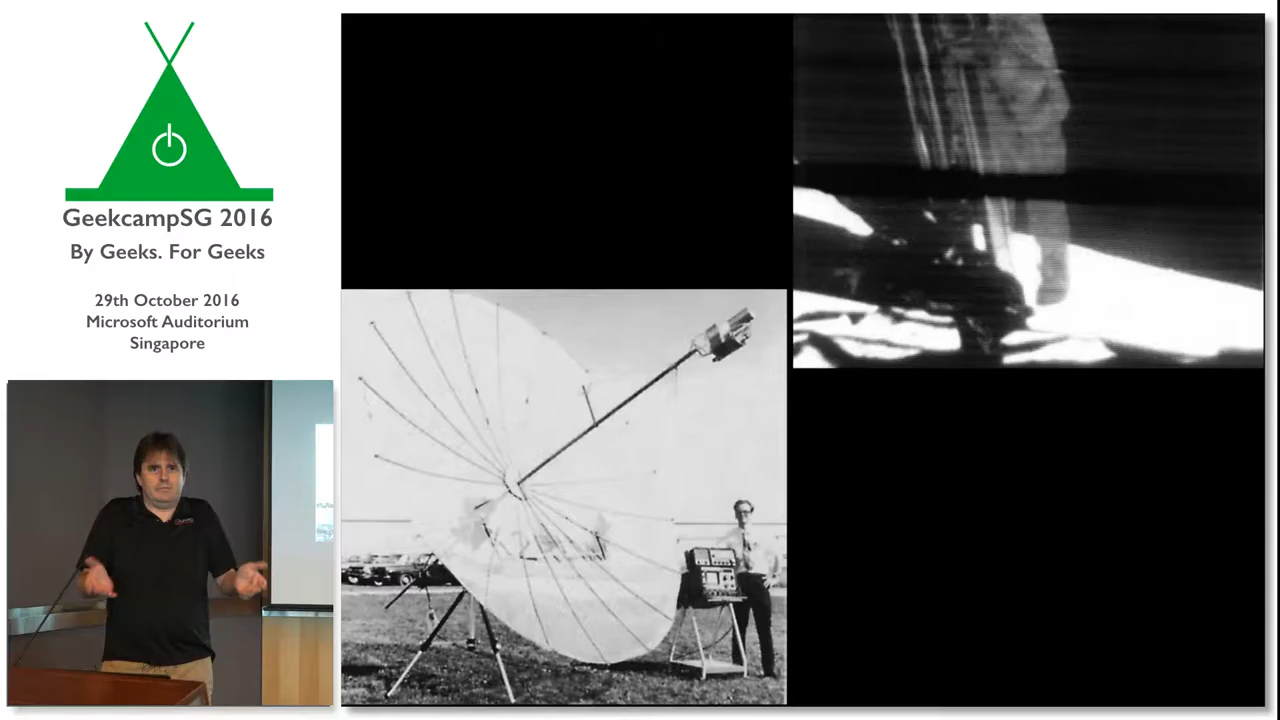 GeekcampSG 2016
By Geeks. For Geeks
29th October 2016
Microsoft Auditorium
Singapore